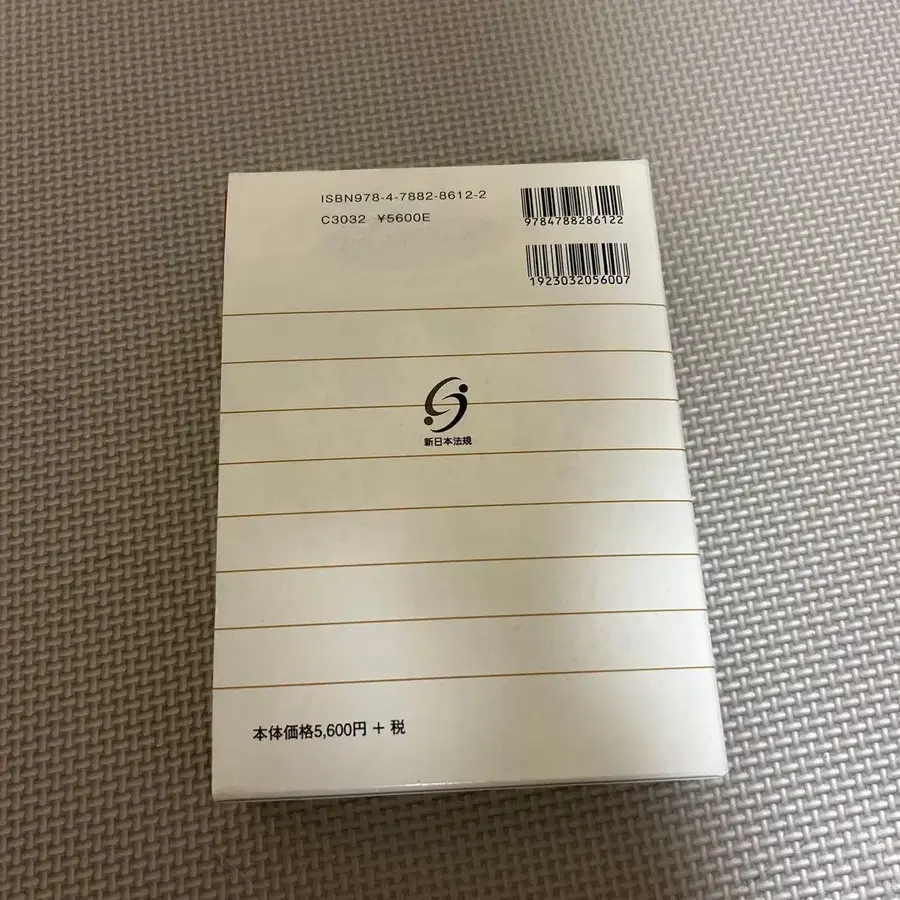 ISBN978-4-7882-8612-2
C3032 ¥5600E
9784788286122
1923032056007
新日本法規
本体価格5,600円 + 税